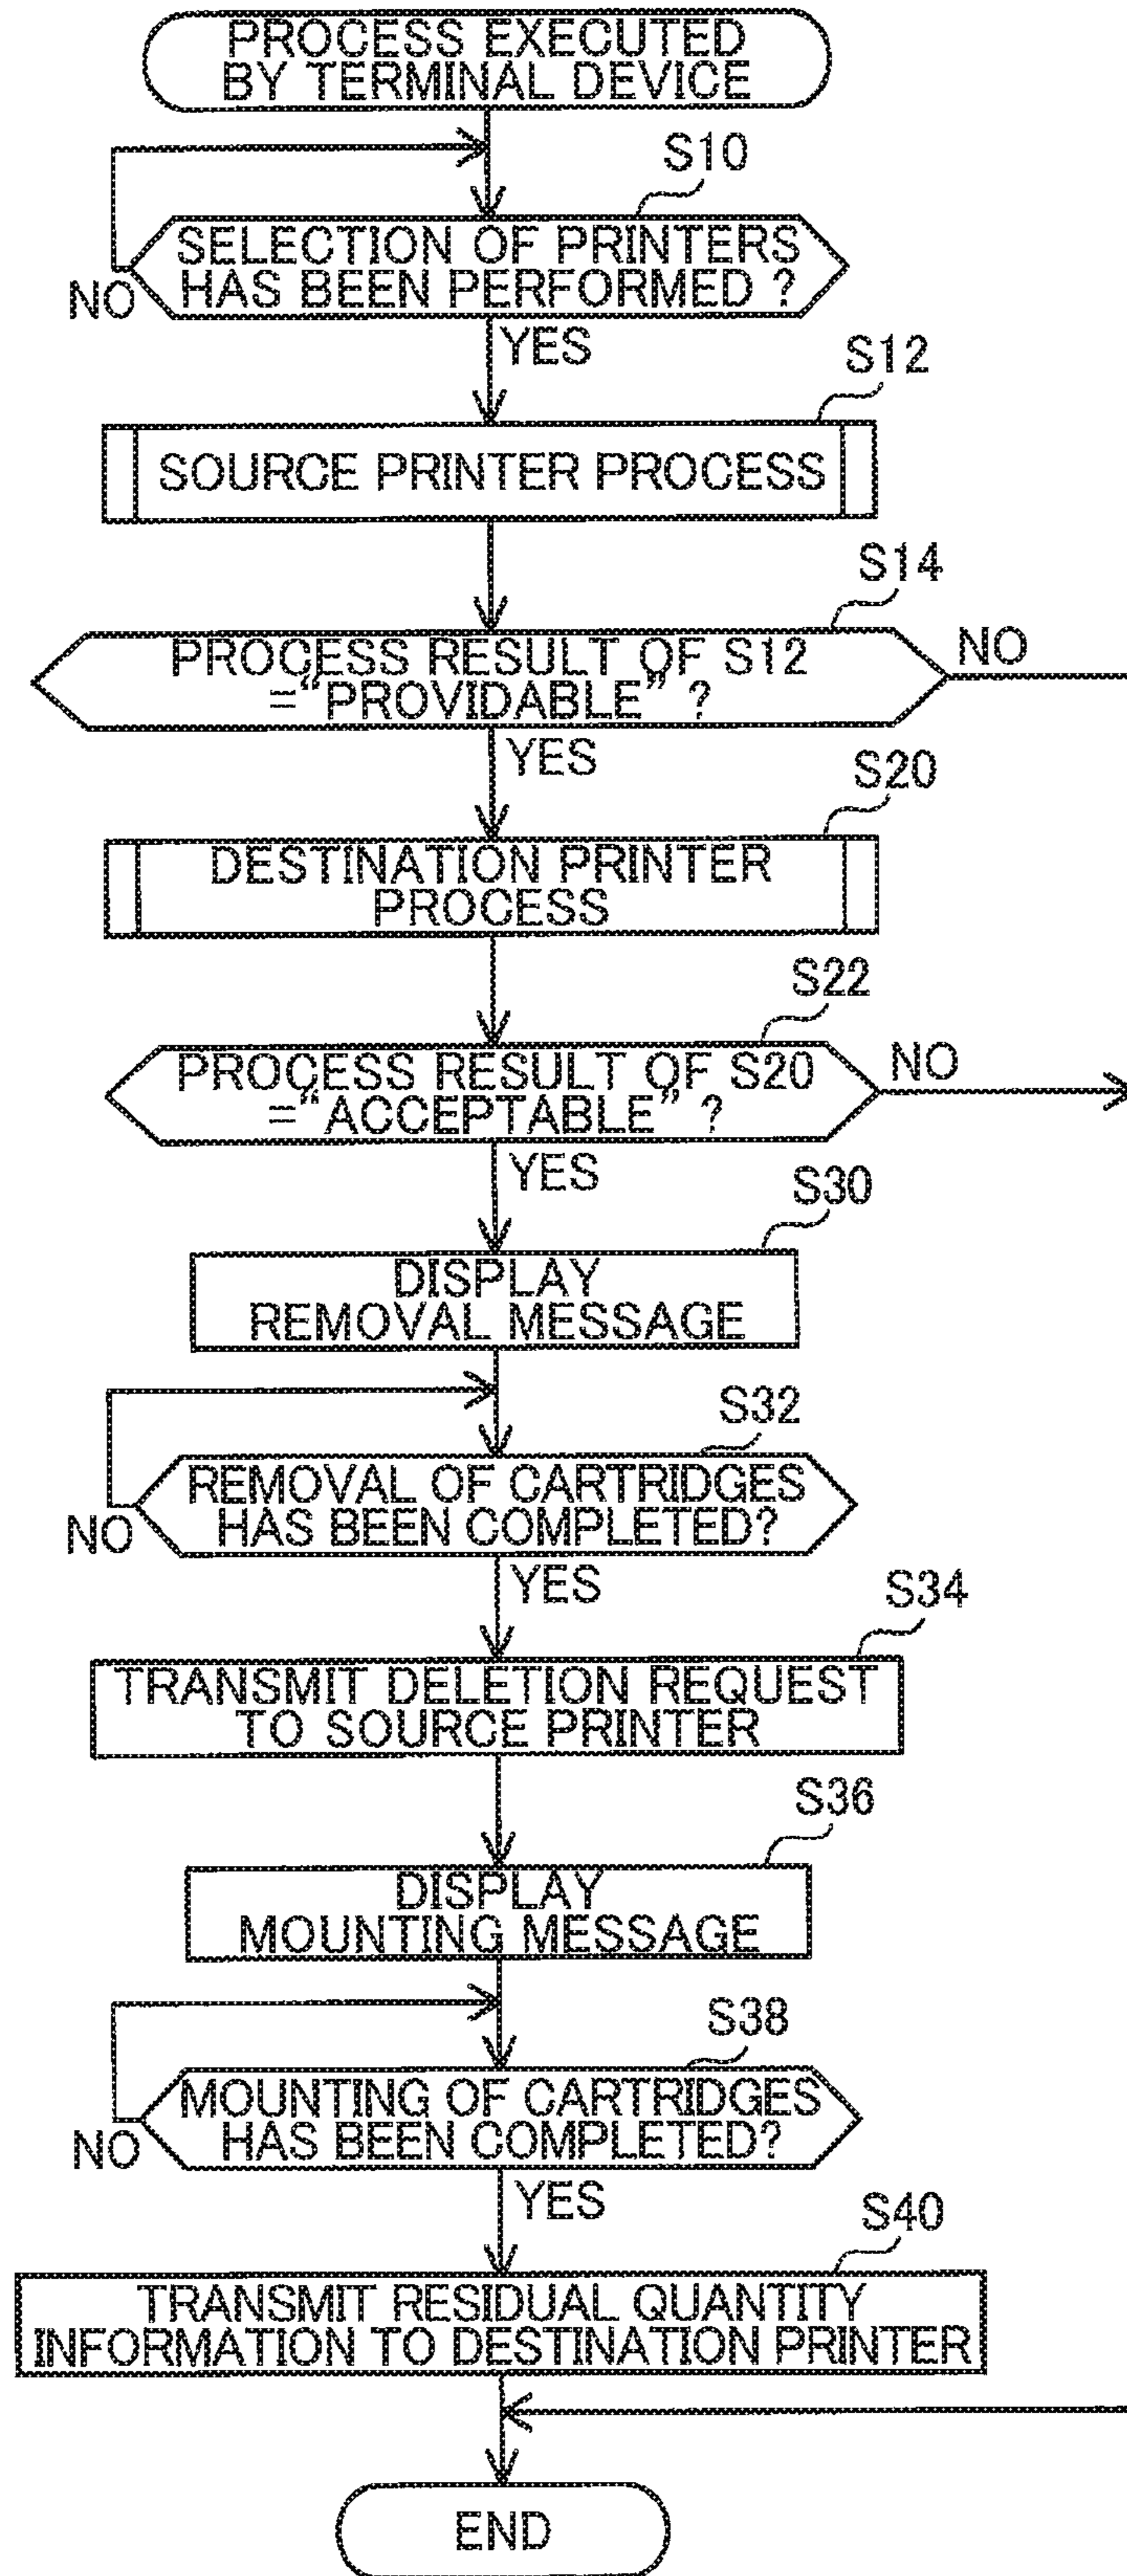 PROCESS EXECUTED
BY TERMINAL DEVICE
S10
SELECTION OF PRINTERS
HAS BEEN PERFORMED ?
NO
YES
S12
SOURCE PRINTER PROCESS
S14
PROCESS RESULT OF S12
=“PROVIDABLE” ?
NO
YES
S20
DESTINATION PRINTER
PROCESS
S22
PROCESS RESULT OF S20
=“ACCEPTABLE” ?
NO
YES
S30
DISPLAY
REMOVAL MESSAGE
S32
REMOVAL OF CARTRIDGES
HAS BEEN COMPLETED?
NO
YES
S34
TRANSMIT DELETION REQUEST
TO SOURCE PRINTER
S36
DISPLAY
MOUNTING MESSAGE
S38
MOUNTING OF CARTRIDGES
HAS BEEN COMPLETED?
NO
YES
S40
TRANSMIT RESIDUAL QUANTITY
INFORMATION TO DESTINATION PRINTER
END